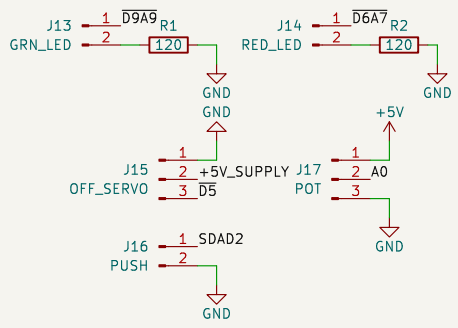 J13
GRN_LED
1
2
D9A9
R1
120
GND
J14
RED_LED
1
2
D6A7
R2
120
GND
GND
J15
OFF_SERVO
1
2
3
+5V_SUPPLY
D5
+5V
J17
POT
1
2
3
A0
GND
J16
PUSH
1
2
SDAD2
GND